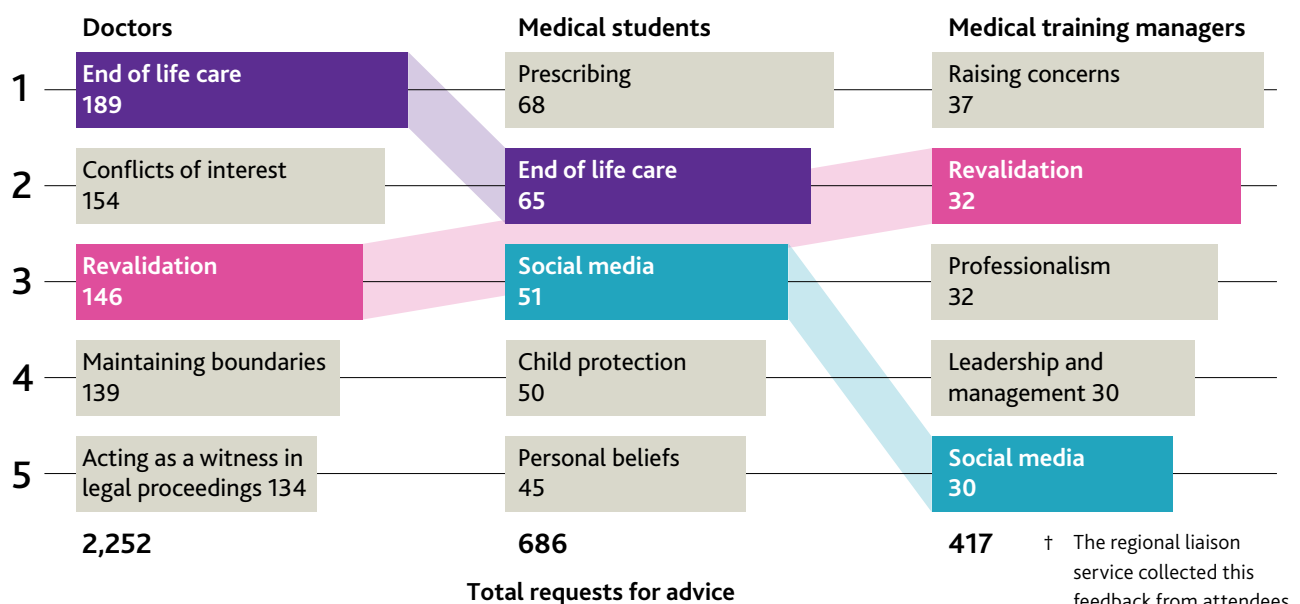 Doctors
Medical students
Medical training managers
1
End of life care
189
Prescribing
68
Raising concerns
37
2
Conflicts of interest
154
End of life care
65
Revalidation
32
3
Revalidation
146
Social media
51
Professionalism
32
4
Maintaining boundaries
139
Child protection
50
Leadership and
management 30
5
Acting as a witness in
legal proceedings 134
Personal beliefs
45
Social media
30
2,252
686
417
Total requests for advice
† The regional liaison
service collected this
feedback from attendees